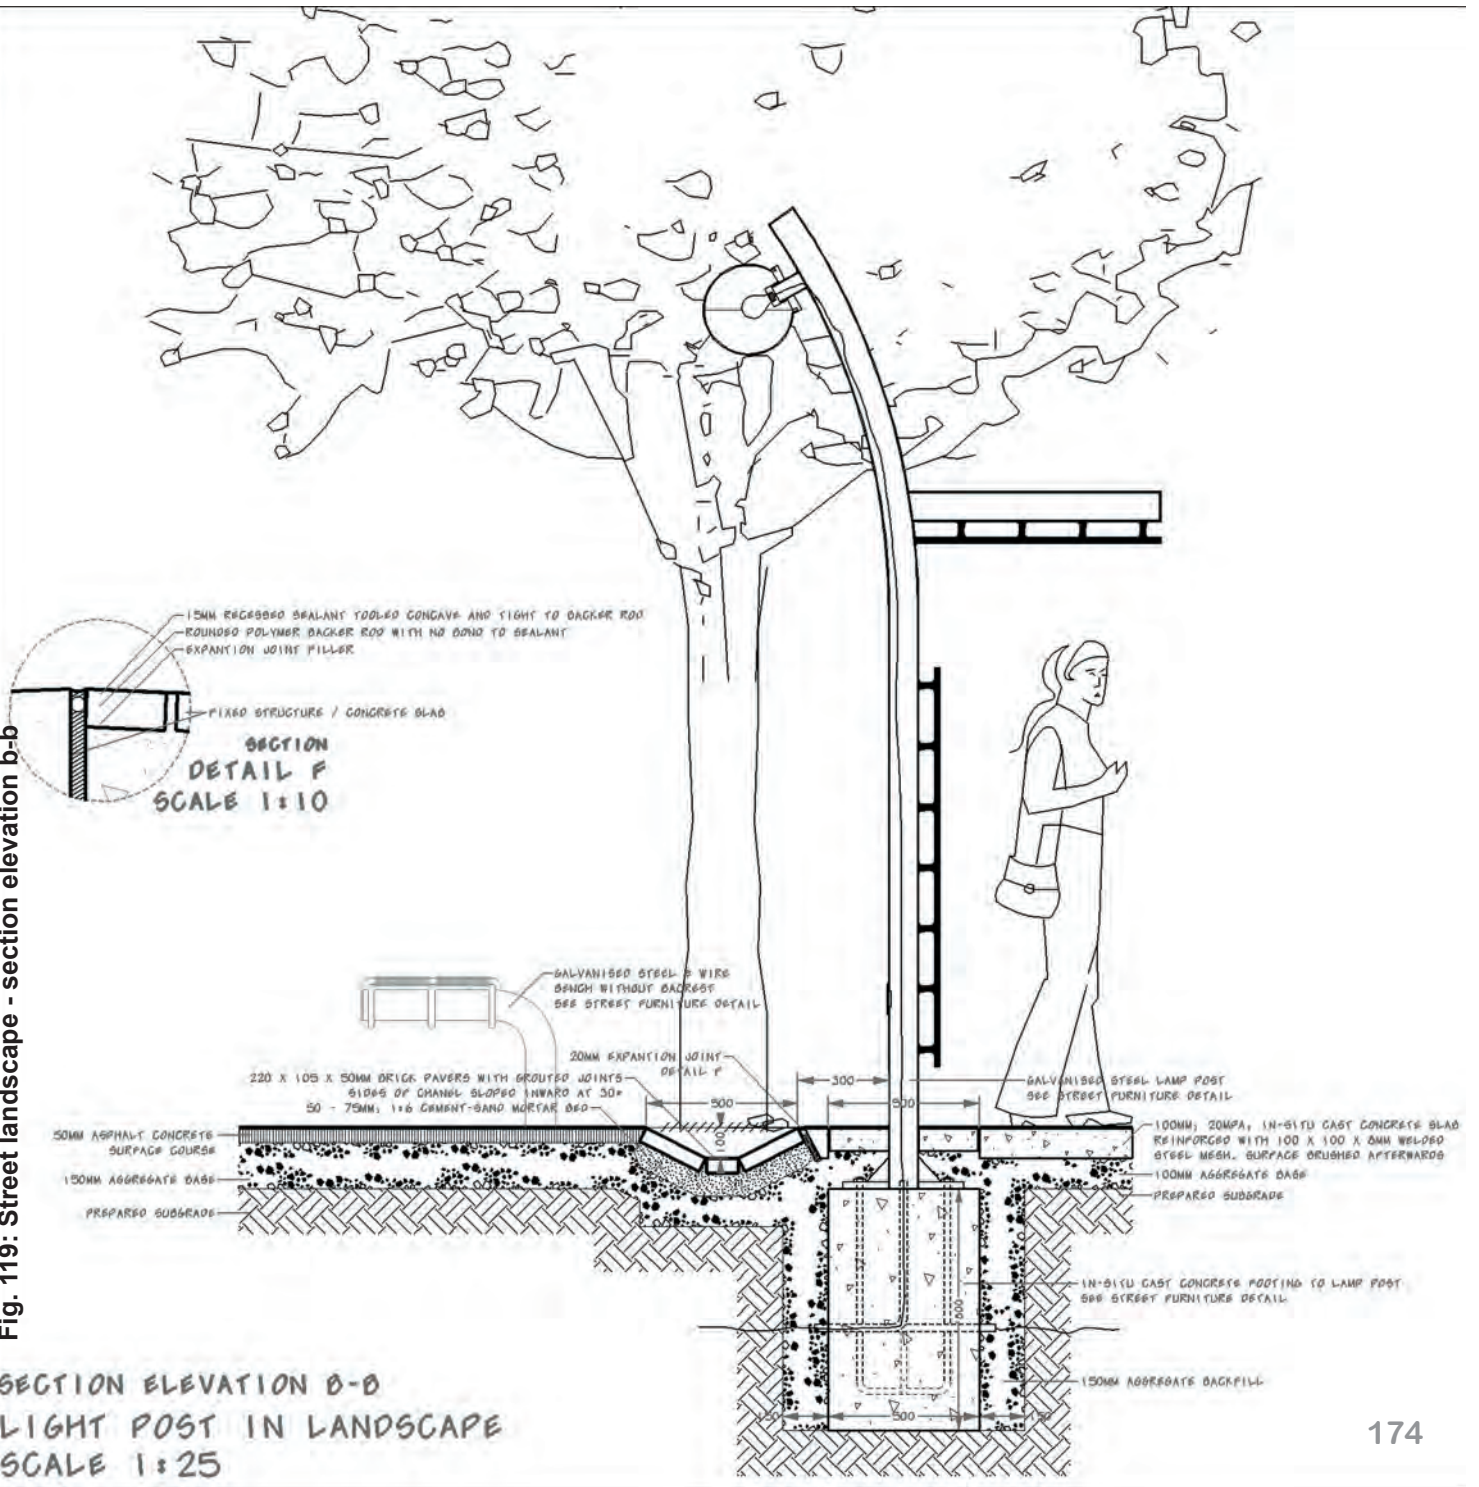 Fig. 119: Street landscape - section elevation b-b
15MM RECESSED SEALANT TOOLED CONCAVE AND TIGHT TO BACKER ROD
ROUNDED POLYMER BACKER ROD WITH NO BOND TO SEALANT
EXPANTION JOINT FILLER
FIXED STRUCTURE / CONCRETE SLAB
SECTION
DETAIL F
SCALE 1:10
GALVANISED STEEL & WIRE
BENCH WITHOUT BACREST
SEE STREET FURNITURE DETAIL
20MM EXPANTION JOINT
DETAIL F
220 X 105 X 50MM BRICK PAVERS WITH GROUTED JOINTS
SIDES OF CHANEL SLOPED INWARD AT 30°
50 - 75MM, 1:6 CEMENT-SAND MORTAR BED
50MM ASPHALT CONCRETE
SURFACE COURSE
150MM AGGREGATE BASE
PREPARED SUBGRADE
300
500
500
100
GALVANISED STEEL LAMP POST
SEE STREET FURNITURE DETAIL
100MM, 20MPA, IN-SITU CAST CONCRETE SLAB
REINFORCED WITH 100 X 100 X 8MM WELDED
STEEL MESH. SURFACE BRUSHED AFTERWARDS
100MM AGGREGATE BASE
PREPARED SUBGRADE
IN-SITU CAST CONCRETE FOOTING TO LAMP POST
SEE STREET FURNITURE DETAIL
800
150MM AGGREGATE BACKFILL
150
500
150
SECTION ELEVATION B-B
LIGHT POST IN LANDSCAPE
SCALE 1:25
174